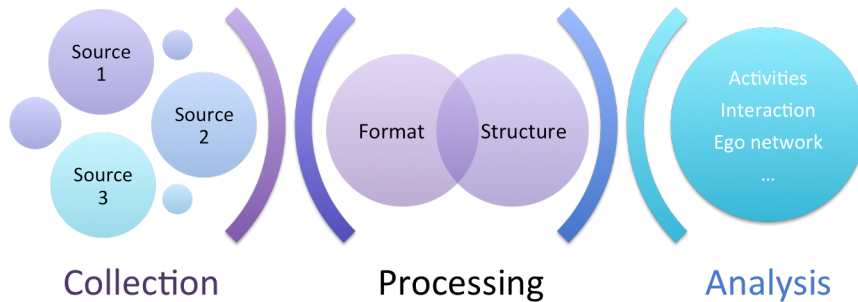 Source
1
Source
2
Source
3
Format
Structure
Activities
Interaction
Ego network
...
Collection
Processing
Analysis